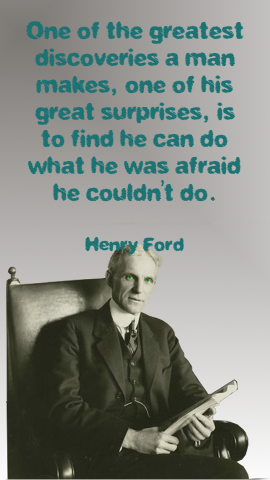 One of the greatest
discoveries a man
makes, one of his
great surprises, is
to find he can do
what he was afraid
he couldn't do.
Henry Ford